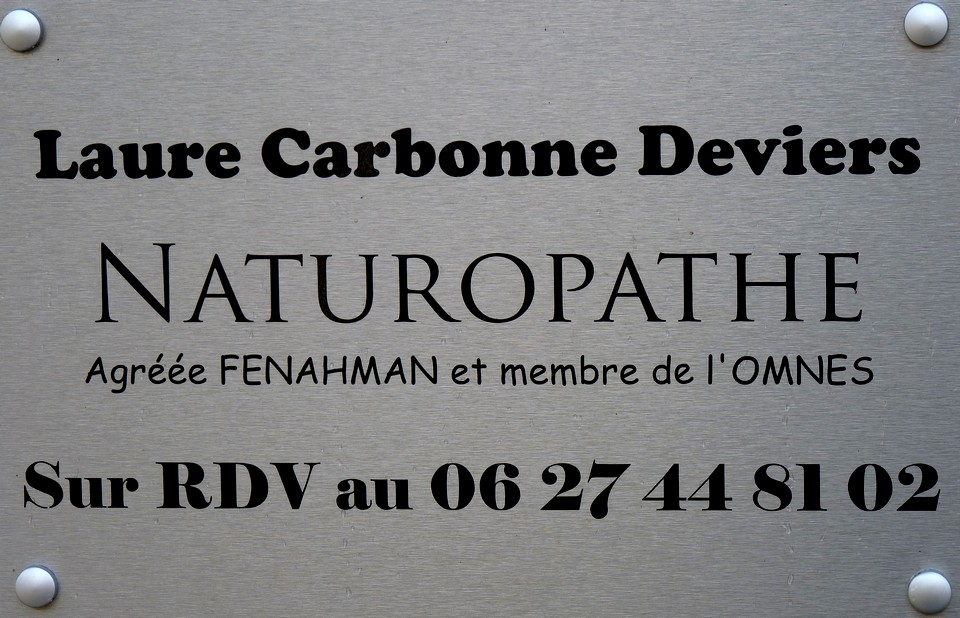 Laure Carbonne Deviers
NATUROPATHE
Agréée FENAHMAN et membre de l'OMNES
Sur RDV au 06 27 44 81 02